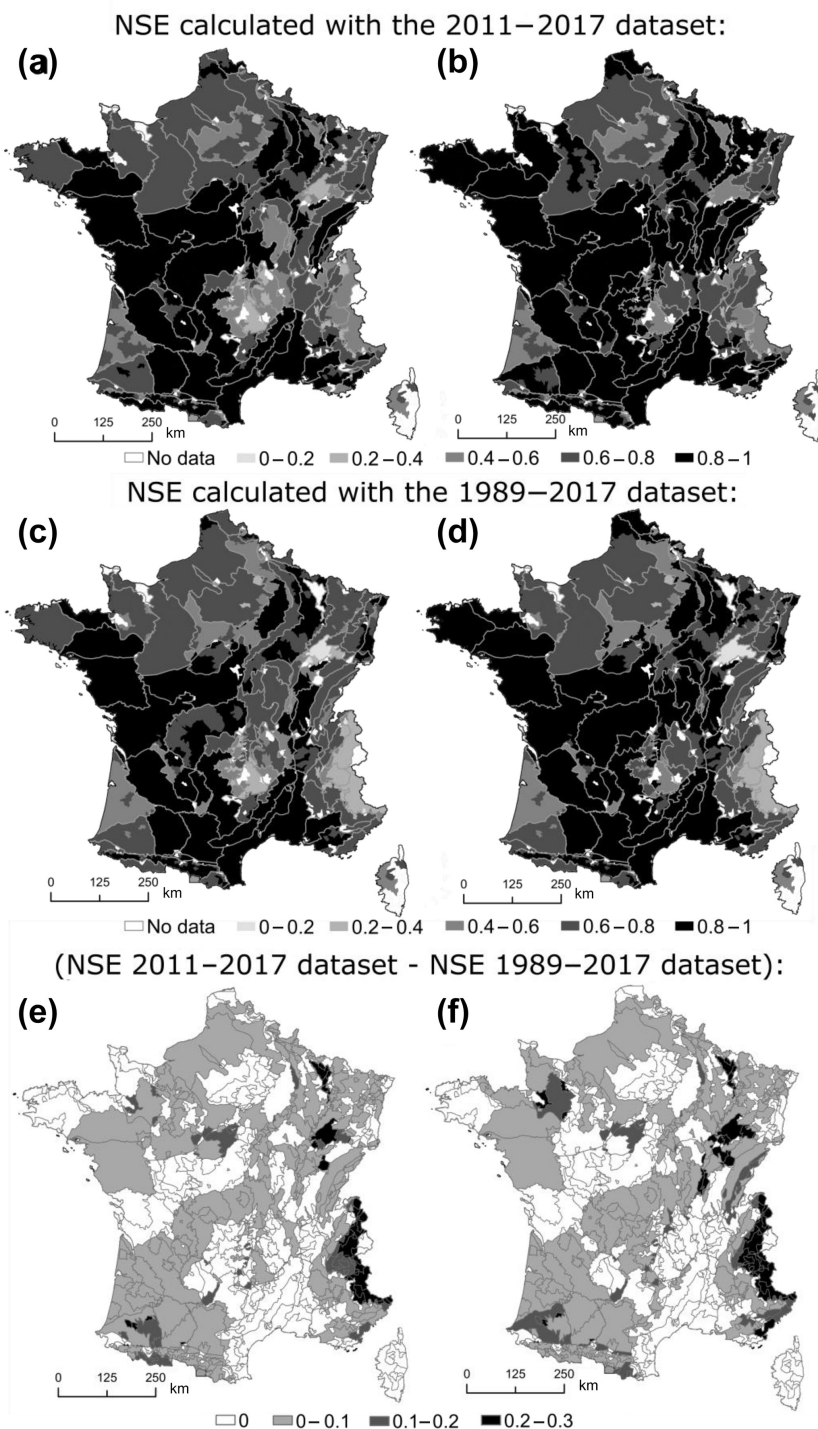 NSE calculated with the 2011–2017 dataset:
(a)
(b)
0 125 250 km
0 125 250 km
No data 0–0.2 0.2–0.4 0.4–0.6 0.6–0.8 0.8–1
NSE calculated with the 1989–2017 dataset:
(c)
(d)
0 125 250 km
0 125 250 km
No data 0–0.2 0.2–0.4 0.4–0.6 0.6–0.8 0.8–1
(NSE 2011–2017 dataset - NSE 1989–2017 dataset):
(e)
(f)
0 125 250 km
0 125 250 km
0 0–0.1 0.1–0.2 0.2–0.3